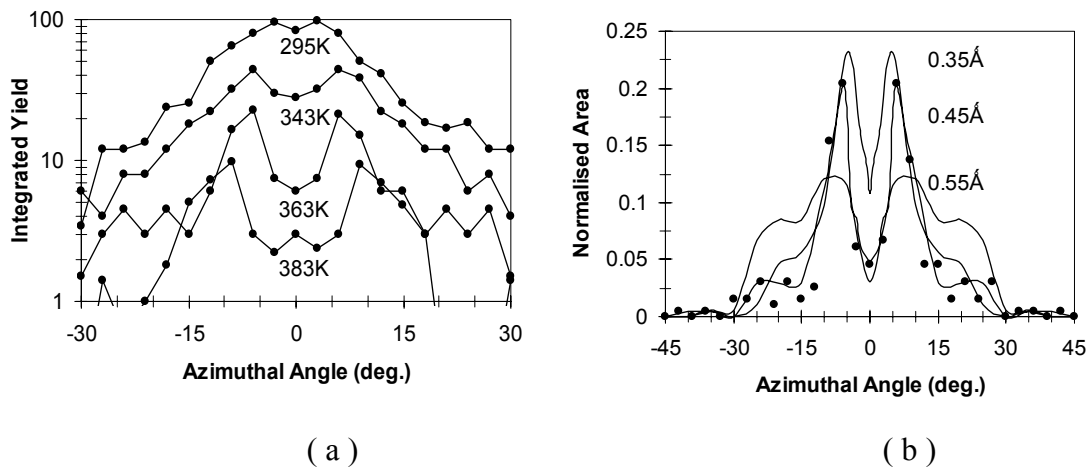 Integrated Yield
100
10
1
295K
343K
363K
383K
-30
-15
0
15
30
Azimuthal Angle (deg.)
( a )
Normalised Area
0.25
0.2
0.15
0.1
0.05
0
0.35Å
0.45Å
0.55Å
-45
-30
-15
0
15
30
45
Azimuthal Angle (deg.)
( b )